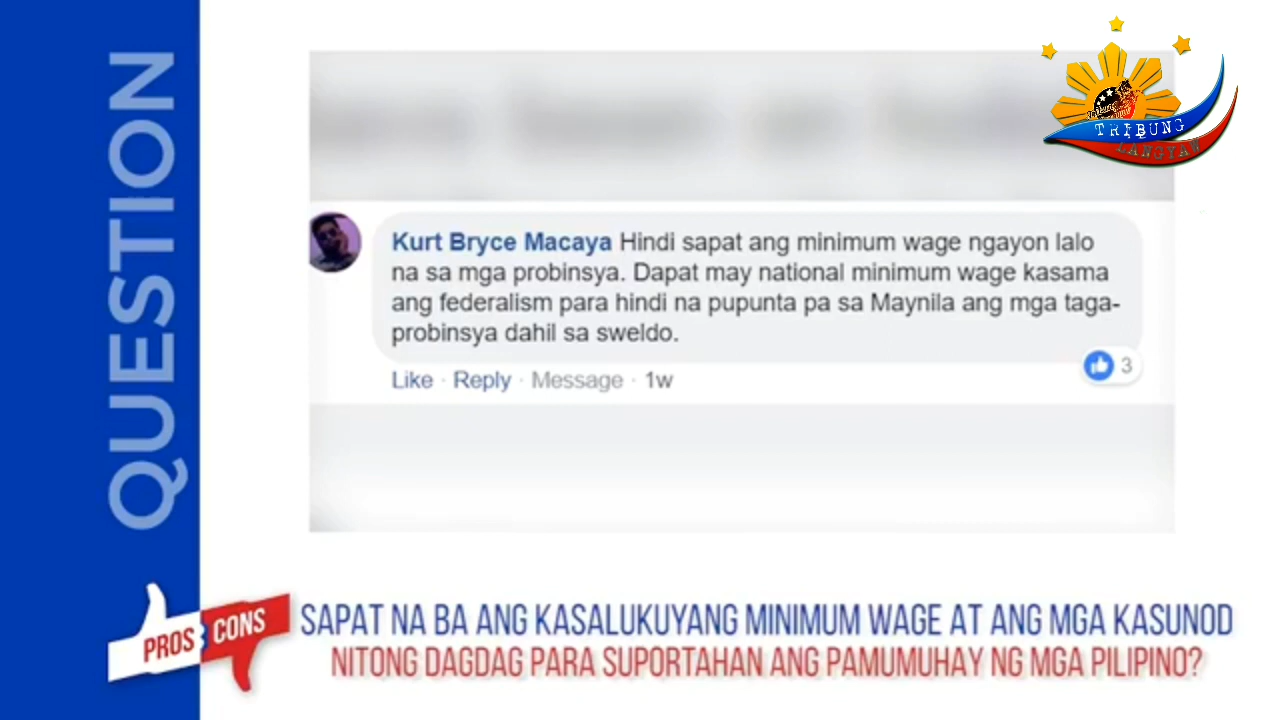 QUESTION
TRIBUNG
LANGYAW
Kurt Bryce Macaya Hindi sapat ang minimum wage ngayon lalo
na sa mga probinsya. Dapat may national minimum wage kasama
ang federalism para hindi na pupunta pa sa Maynila ang mga taga-
probinsya dahil sa sweldo.
3
Like · Reply · Message · 1w
PROS & CONS
SAPAT NA BA ANG KASALUKUYANG MINIMUM WAGE AT ANG MGA KASUNOD
NITONG DAGDAG PARA SUPORTAHAN ANG PAMUMUHAY NG MGA PILIPINO?